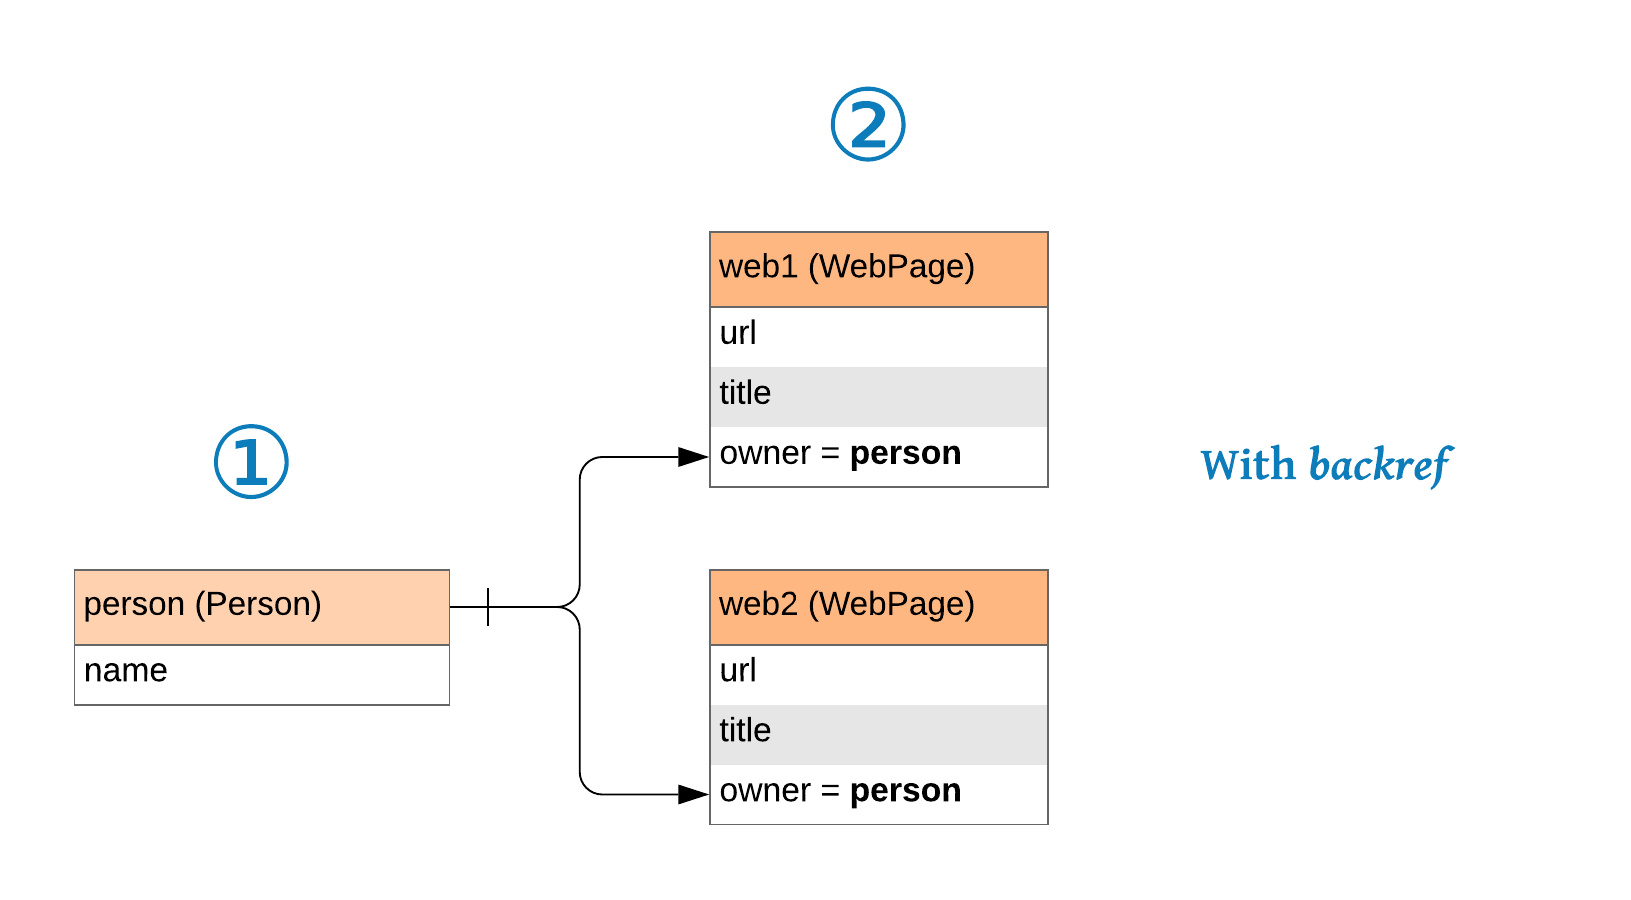 ②
web1 (WebPage)
url
title
owner = person
①
person (Person)
name
web2 (WebPage)
url
title
owner = person
With backref